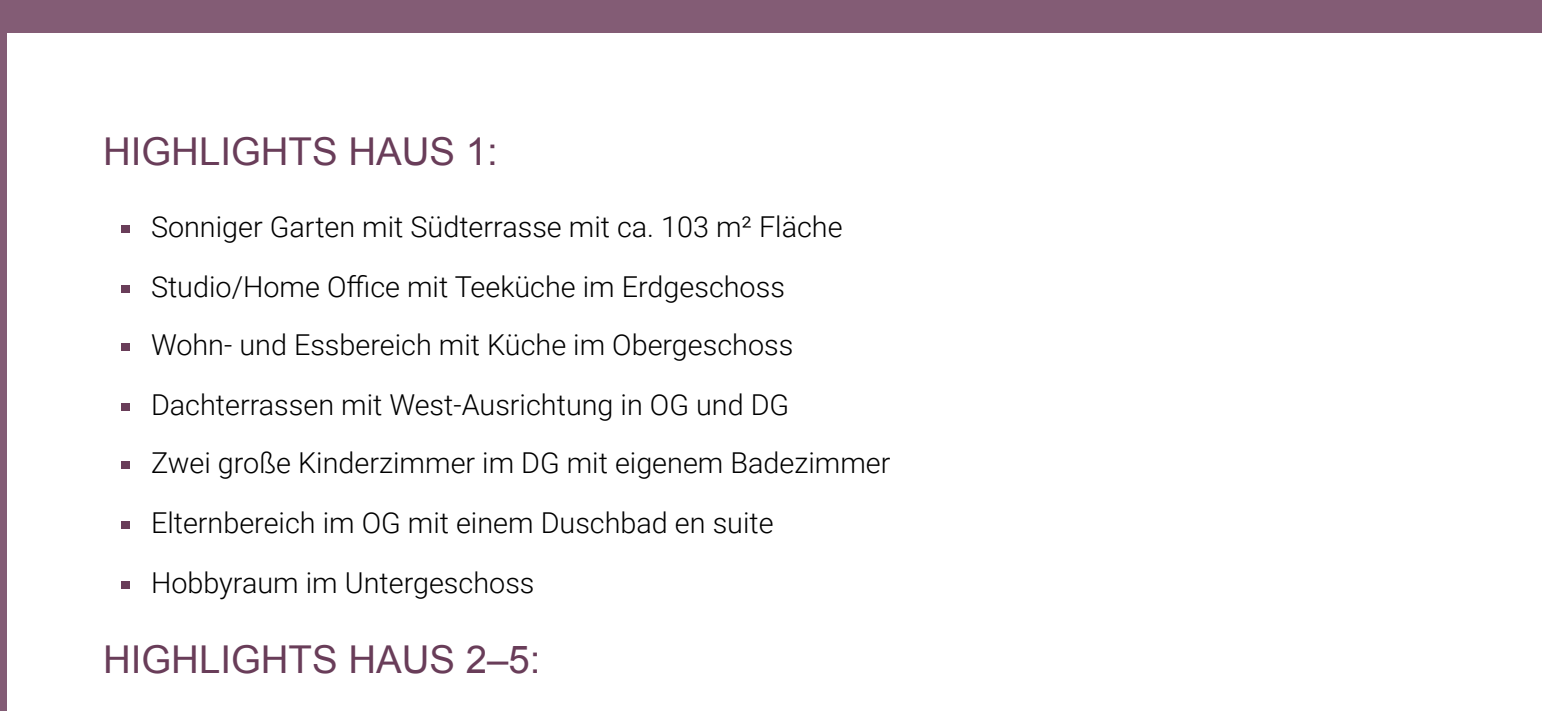 HIGHLIGHTS HAUS 1:
Sonniger Garten mit Südterrasse mit ca. 103 m² Fläche
Studio/Home Office mit Teeküche im Erdgeschoss
Wohn- und Essbereich mit Küche im Obergeschoss
Dachterrassen mit West-Ausrichtung in OG und DG
Zwei große Kinderzimmer im DG mit eigenem Badezimmer
Elternbereich im OG mit einem Duschbad en suite
Hobbyraum im Untergeschoss
HIGHLIGHTS HAUS 2–5: